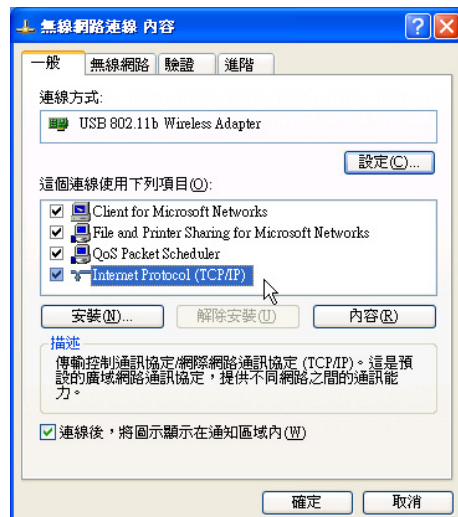 無線網路連線 內容
一般 無線網路 驗證 進階
連線方式:
USB 802.11b Wireless Adapter
設定(C)...
這個連線使用下列項目(O):
Client for Microsoft Networks
File and Printer Sharing for Microsoft Networks
QoS Packet Scheduler
Internet Protocol (TCP/IP)
安裝(N)... 解除安裝(U) 內容(R)
描述
傳輸控制通訊協定/網際網路通訊協定 (TCP/IP)。這是預
設的廣域網路通訊協定，提供不同網路之間的通訊能
力。
連線後，將圖示顯示在通知區域內(W)
確定 取消